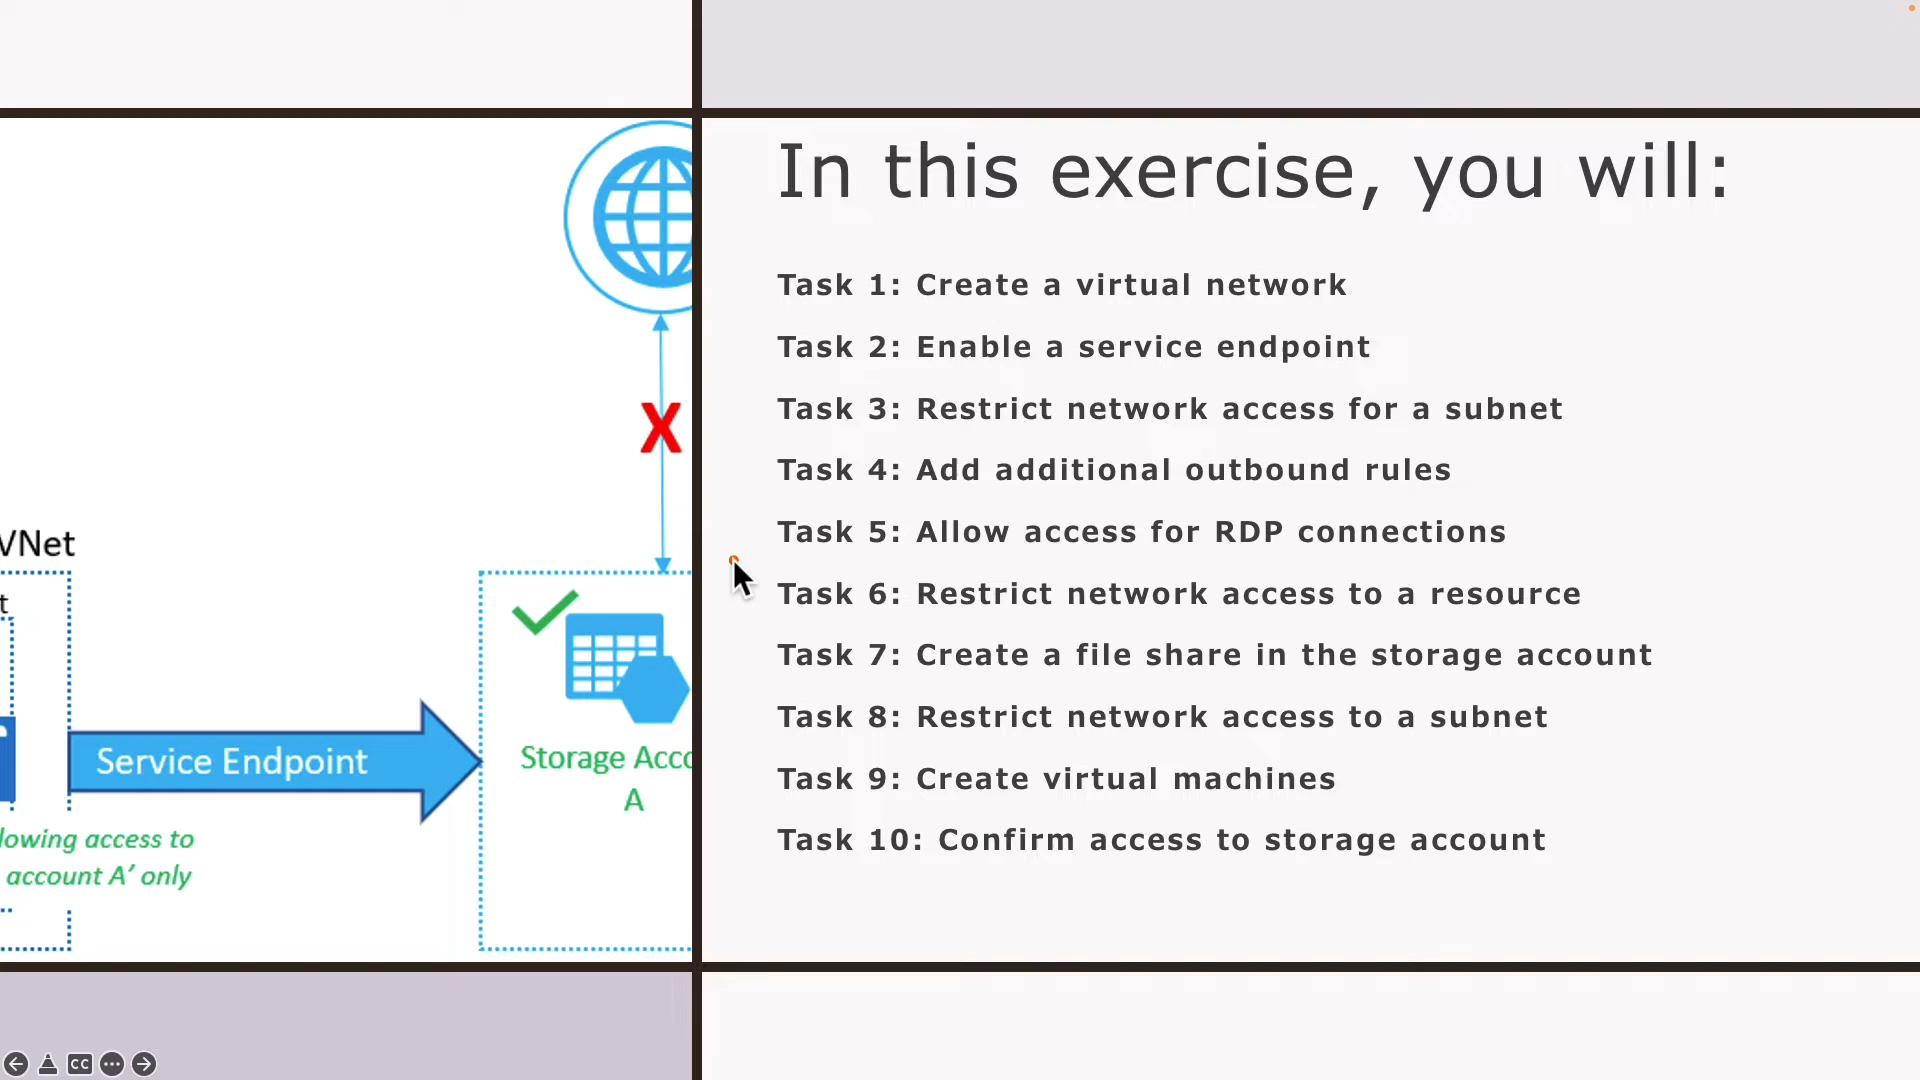 In this exercise, you will:
Task 1: Create a virtual network
Task 2: Enable a service endpoint
Task 3: Restrict network access for a subnet
Task 4: Add additional outbound rules
Task 5: Allow access for RDP connections
Task 6: Restrict network access to a resource
Task 7: Create a file share in the storage account
Task 8: Restrict network access to a subnet
Task 9: Create virtual machines
Task 10: Confirm access to storage account
X
VNet
t
Service Endpoint
Storage Acco
A
lowing access to
account A’ only
CC